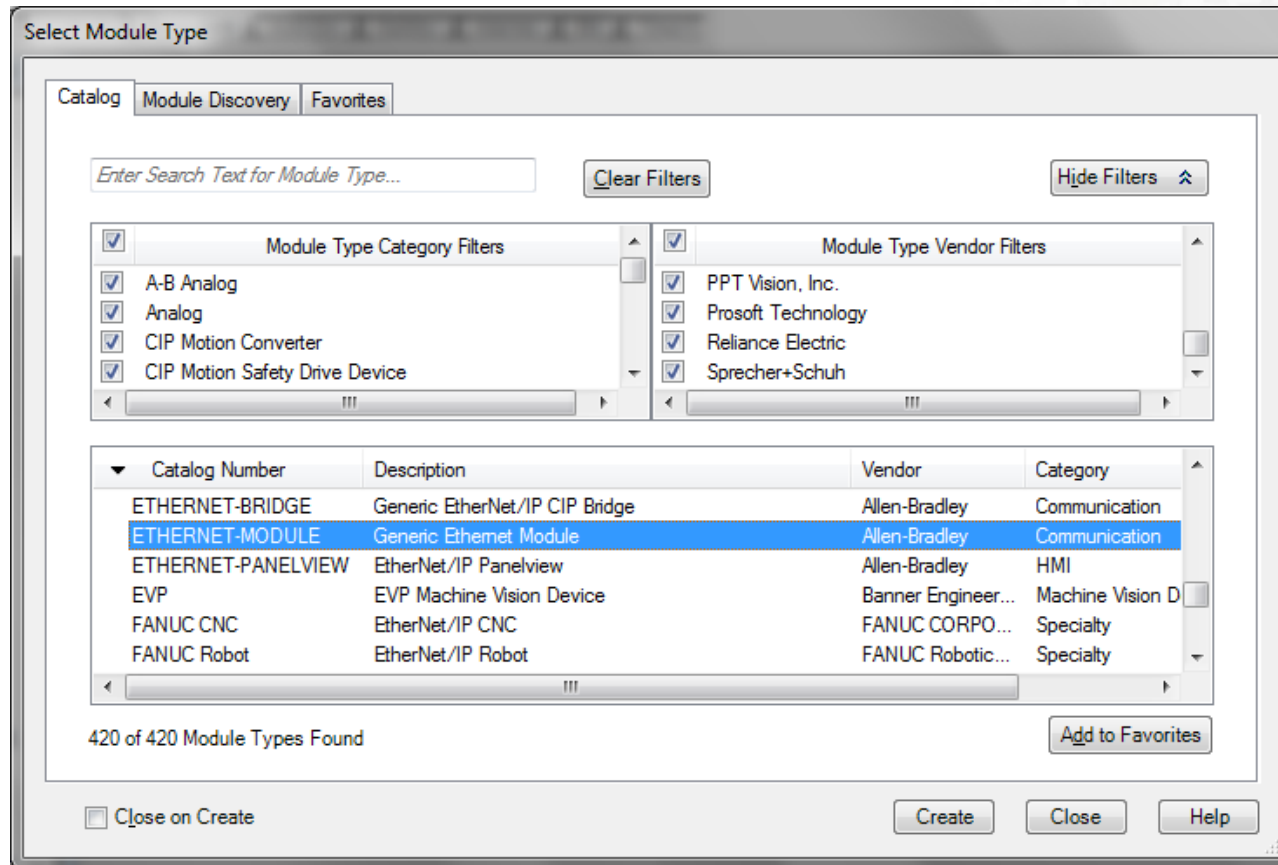 Select Module Type
Catalog Module Discovery Favorites
Enter Search Text for Module Type... Clear Filters Hide Filters
Module Type Category Filters Module Type Vendor Filters
A-B Analog PPT Vision, Inc.
Analog Prosoft Technology
CIP Motion Converter Reliance Electric
CIP Motion Safety Drive Device Sprecher+Schuh
Catalog Number Description Vendor Category
ETHERNET-BRIDGE Generic EtherNet/IP CIP Bridge Allen-Bradley Communication
ETHERNET-MODULE Generic Ethernet Module Allen-Bradley Communication
ETHERNET-PANELVIEW EtherNet/IP Panelview Allen-Bradley HMI
EVP EVP Machine Vision Device Banner Engineer... Machine Vision D
FANUC CNC EtherNet/IP CNC FANUC CORPO... Specialty
FANUC Robot EtherNet/IP Robot FANUC Robotic... Specialty
420 of 420 Module Types Found Add to Favorites
Close on Create Create Close Help